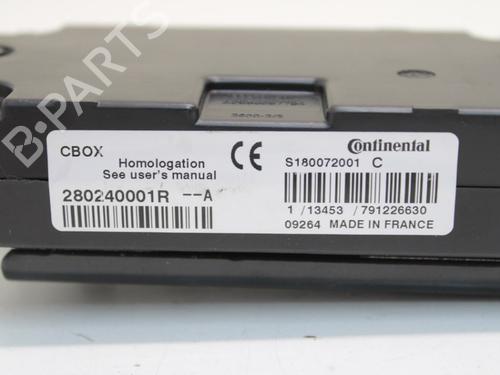 B-PARTS
CBOX
Homologation
See user's manual
CE
Continental
S180072001 C
280240001R --A
1 /13453 /791226630
09264 MADE IN FRANCE